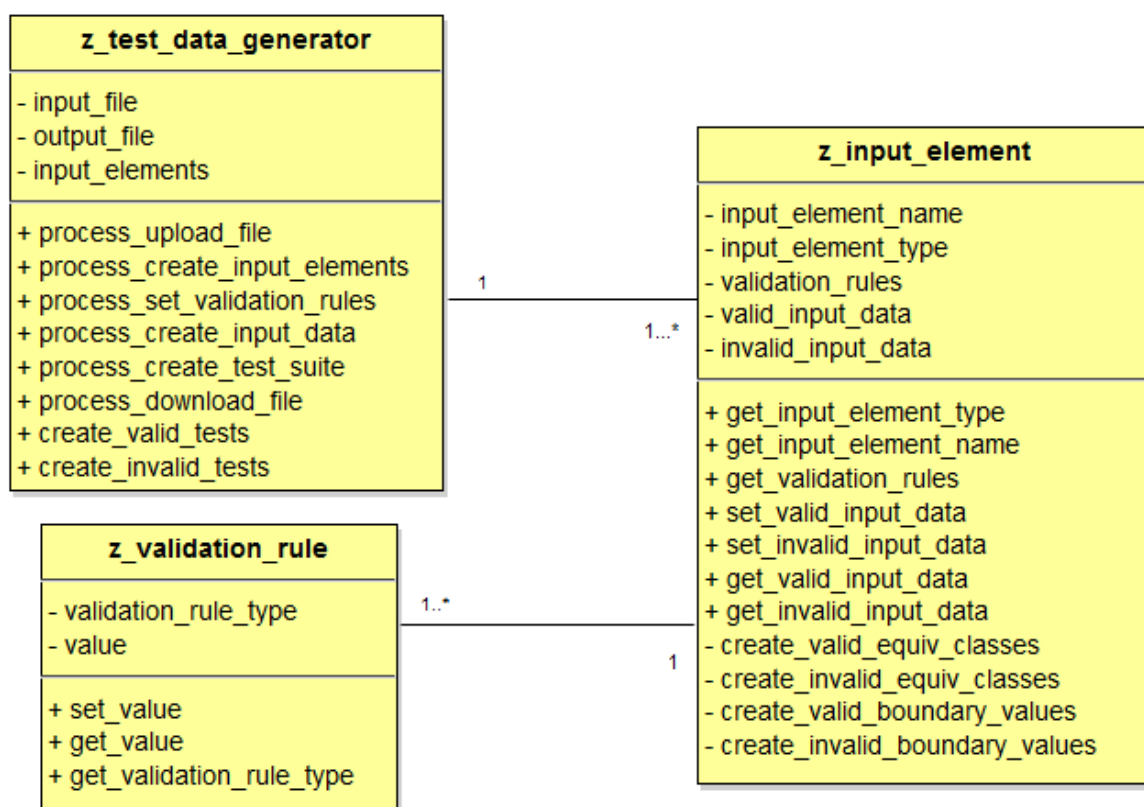 z_test_data_generator
- input_file
- output_file
- input_elements
+ process_upload_file
+ process_create_input_elements
+ process_set_validation_rules
+ process_create_input_data
+ process_create_test_suite
+ process_download_file
+ create_valid_tests
+ create_invalid_tests
1
1...*
z_input_element
- input_element_name
- input_element_type
- validation_rules
- valid_input_data
- invalid_input_data
+ get_input_element_type
+ get_input_element_name
+ get_validation_rules
+ set_valid_input_data
+ set_invalid_input_data
+ get_valid_input_data
+ get_invalid_input_data
- create_valid_equiv_classes
- create_invalid_equiv_classes
- create_valid_boundary_values
- create_invalid_boundary_values
z_validation_rule
- validation_rule_type
- value
+ set_value
+ get_value
+ get_validation_rule_type
1..*
1